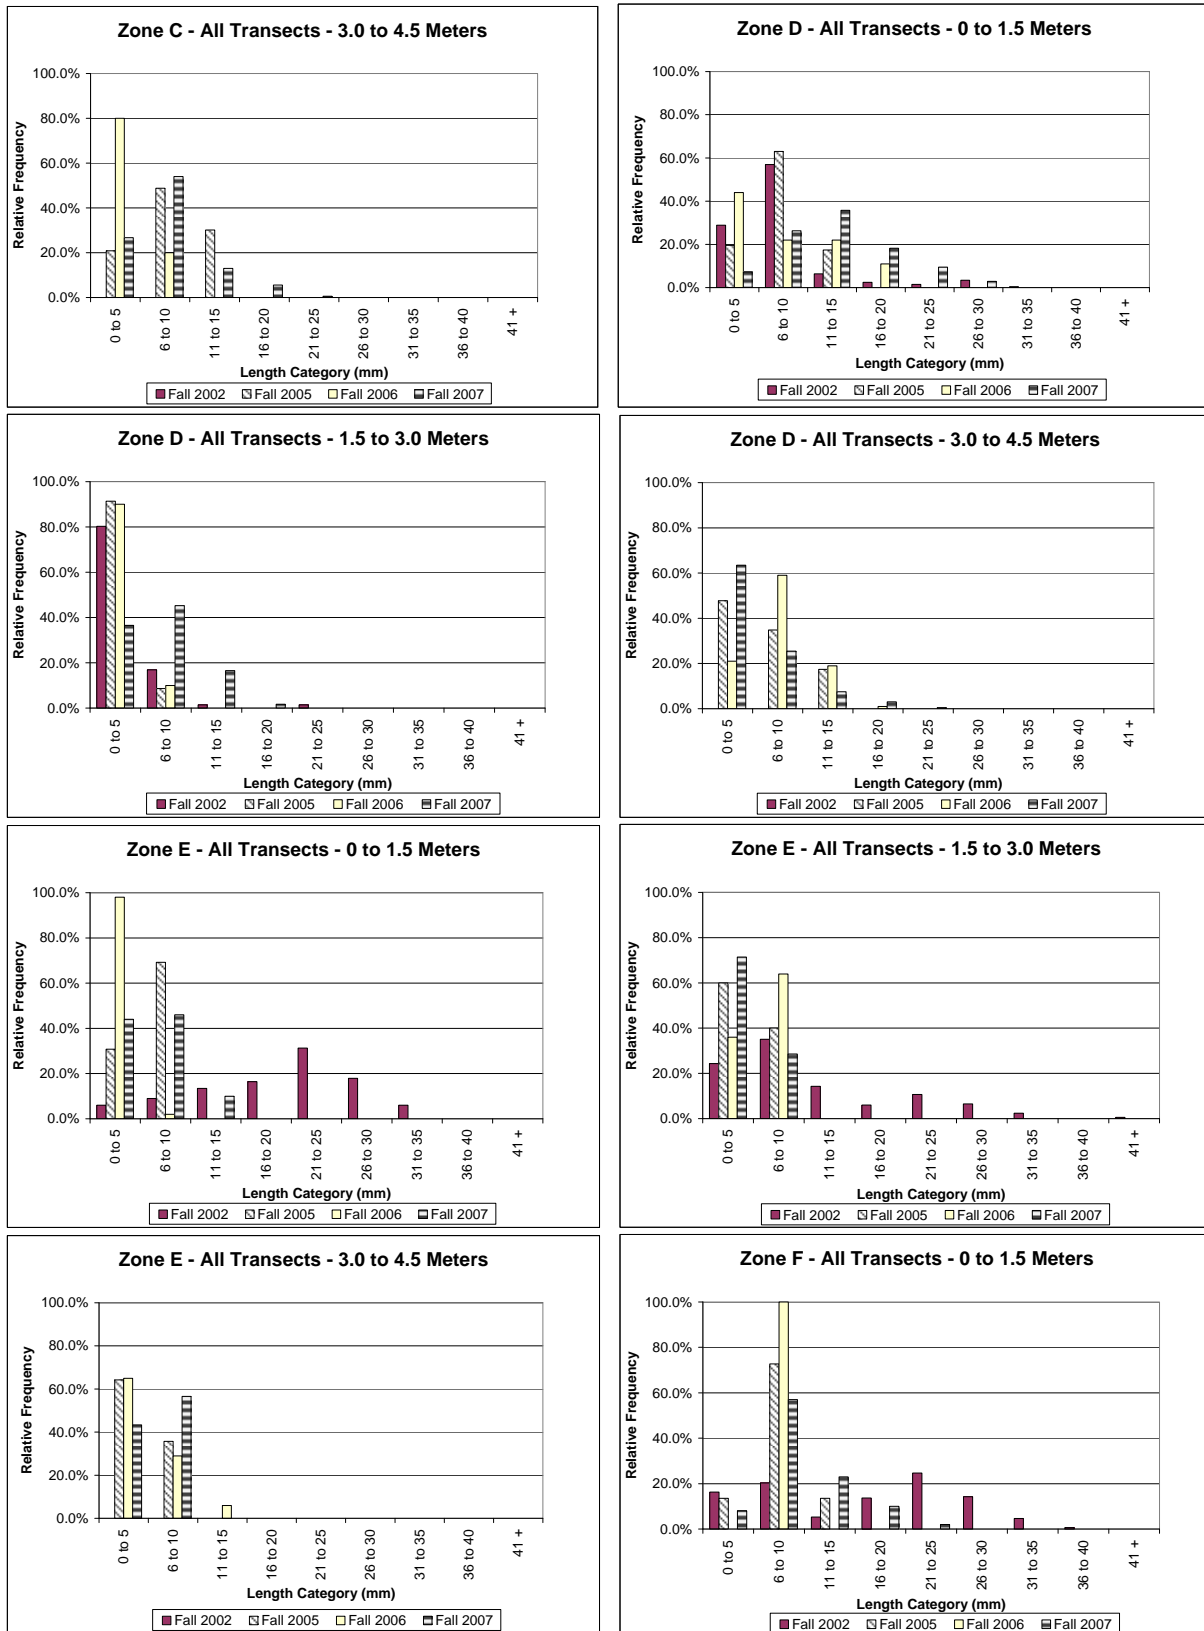 Zone C - All Transects - 3.0 to 4.5 Meters
Relative Frequency
100.0%
80.0%
60.0%
40.0%
20.0%
0.0%
0 to 5
6 to 10
11 to 15
16 to 20
21 to 25
26 to 30
31 to 35
36 to 40
41 +
Length Category (mm)
Fall 2002 Fall 2005 Fall 2006 Fall 2007
Zone D - All Transects - 0 to 1.5 Meters
Relative Frequency
100.0%
80.0%
60.0%
40.0%
20.0%
0.0%
0 to 5
6 to 10
11 to 15
16 to 20
21 to 25
26 to 30
31 to 35
36 to 40
41 +
Length Category (mm)
Fall 2002 Fall 2005 Fall 2006 Fall 2007
Zone D - All Transects - 1.5 to 3.0 Meters
Relative Frequency
100.0%
80.0%
60.0%
40.0%
20.0%
0.0%
0 to 5
6 to 10
11 to 15
16 to 20
21 to 25
26 to 30
31 to 35
36 to 40
41 +
Length Category (mm)
Fall 2002 Fall 2005 Fall 2006 Fall 2007
Zone D - All Transects - 3.0 to 4.5 Meters
Relative Frequency
100.0%
80.0%
60.0%
40.0%
20.0%
0.0%
0 to 5
6 to 10
11 to 15
16 to 20
21 to 25
26 to 30
31 to 35
36 to 40
41 +
Length Category (mm)
Fall 2002 Fall 2005 Fall 2006 Fall 2007
Zone E - All Transects - 0 to 1.5 Meters
Relative Frequency
100.0%
80.0%
60.0%
40.0%
20.0%
0.0%
0 to 5
6 to 10
11 to 15
16 to 20
21 to 25
26 to 30
31 to 35
36 to 40
41 +
Length Category (mm)
Fall 2002 Fall 2005 Fall 2006 Fall 2007
Zone E - All Transects - 1.5 to 3.0 Meters
Relative Frequency
100.0%
80.0%
60.0%
40.0%
20.0%
0.0%
0 to 5
6 to 10
11 to 15
16 to 20
21 to 25
26 to 30
31 to 35
36 to 40
41 +
Length Category (mm)
Fall 2002 Fall 2005 Fall 2006 Fall 2007
Zone E - All Transects - 3.0 to 4.5 Meters
Relative Frequency
100.0%
80.0%
60.0%
40.0%
20.0%
0.0%
0 to 5
6 to 10
11 to 15
16 to 20
21 to 25
26 to 30
31 to 35
36 to 40
41 +
Length Category (mm)
Fall 2002 Fall 2005 Fall 2006 Fall 2007
Zone F - All Transects - 0 to 1.5 Meters
Relative Frequency
100.0%
80.0%
60.0%
40.0%
20.0%
0.0%
0 to 5
6 to 10
11 to 15
16 to 20
21 to 25
26 to 30
31 to 35
36 to 40
41 +
Length Category (mm)
Fall 2002 Fall 2005 Fall 2006 Fall 2007